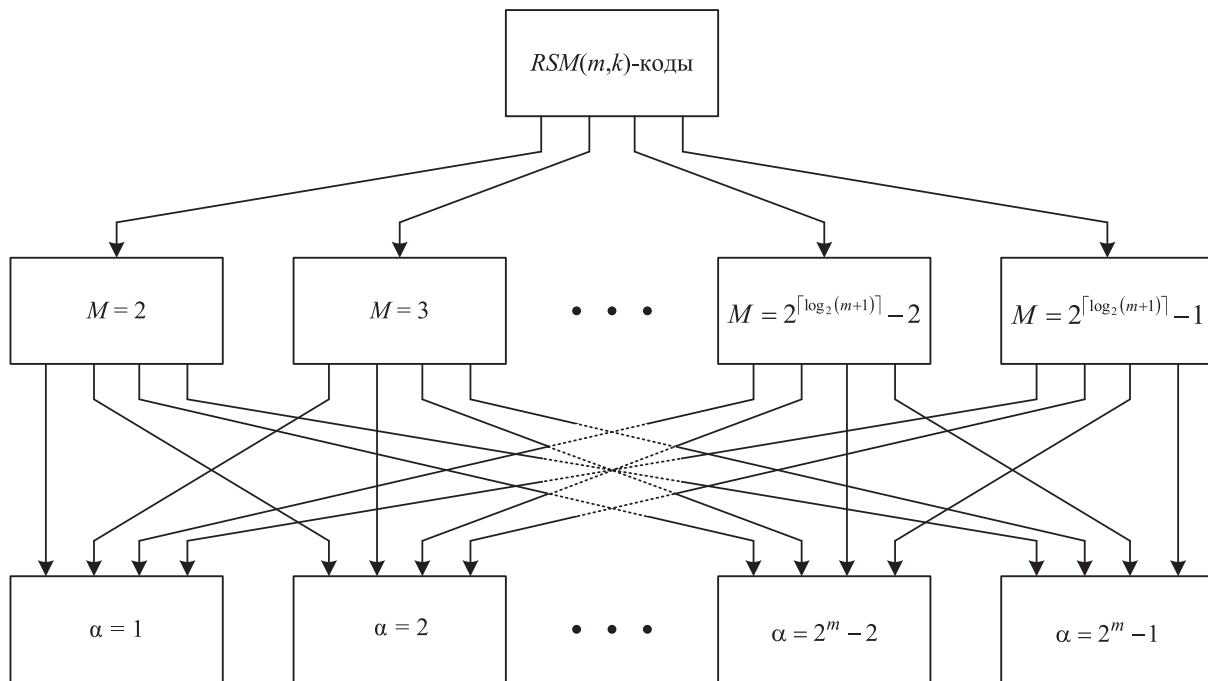 RSM(m,k)-коды
M = 2
M = 3
• • •
M = 2^⌈log₂(m+1)⌉ − 2
M = 2^⌈log₂(m+1)⌉ − 1
α = 1
α = 2
• • •
α = 2^m − 2
α = 2^m − 1